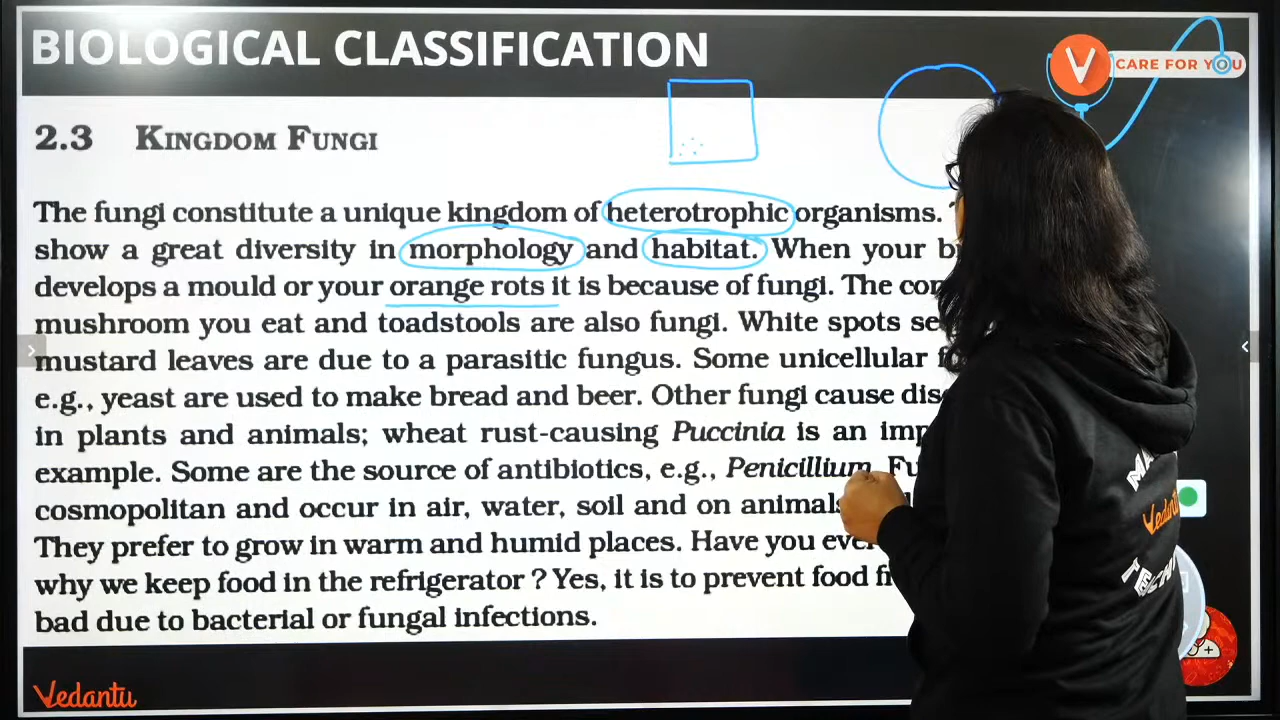 BIOLOGICAL CLASSIFICATION
CARE FOR YOU
2.3 KINGDOM FUNGI
The fungi constitute a unique kingdom of heterotrophic organisms.
show a great diversity in morphology and habitat. When your
develops a mould or your orange rots it is because of fungi. The
mushroom you eat and toadstools are also fungi. White spots
mustard leaves are due to a parasitic fungus. Some unicellular
e.g., yeast are used to make bread and beer. Other fungi cause
in plants and animals; wheat rust-causing Puccinia is an
example. Some are the source of antibiotics, e.g., Penicillium.
cosmopolitan and occur in air, water, soil and on animals
They prefer to grow in warm and humid places. Have you
why we keep food in the refrigerator ? Yes, it is to prevent food
bad due to bacterial or fungal infections.
Vedantu
Vedantu